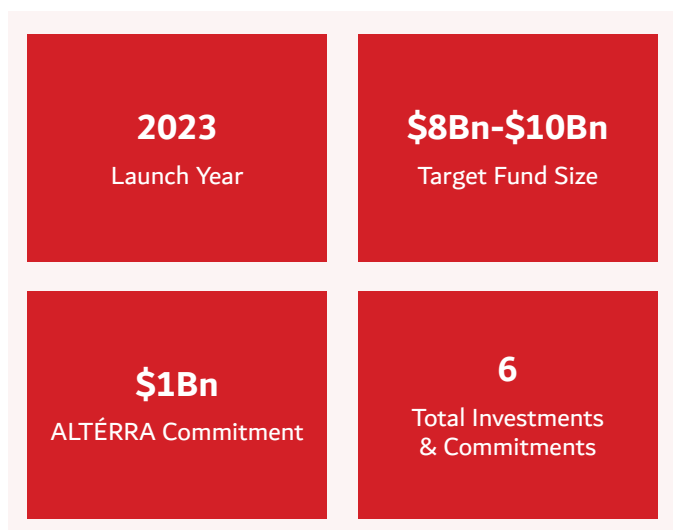 2023
Launch Year
$8Bn-$10Bn
Target Fund Size
$1Bn
ALTÉRRA Commitment
6
Total Investments
& Commitments